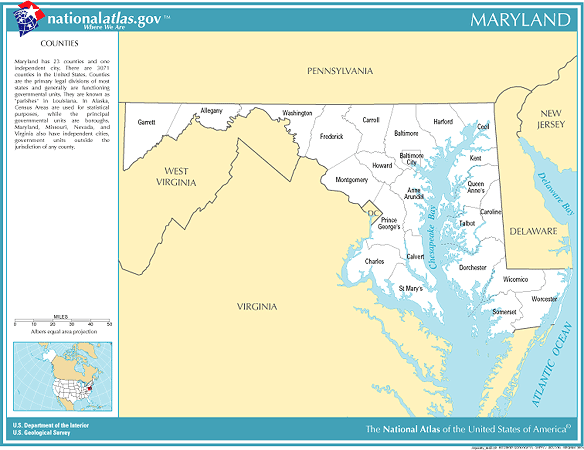 nationalatlas.gov™
Where We Are
MARYLAND
COUNTIES
Maryland has 23 counties and one
independent city. There are 3071
counties in the United States. Counties
are the primary legal divisions of most
states and generally are functioning
governmental units. They are known as
"parishes" in Louisiana. In Alaska,
Census Areas are used for statistical
purposes, while the principal
governmental units are boroughs.
Maryland, Missouri, Nevada, and
Virginia also have independent cities,
government units outside the
jurisdiction of any county.
PENNSYLVANIA
NEW
JERSEY
Garrett
Allegany
Washington
Frederick
Carroll
Baltimore
Harford
Cecil
Baltimore
City
Howard
Kent
Montgomery
Anne
Arundel
Queen
Anne's
WEST
VIRGINIA
Delaware Bay
DC
Prince
George's
Caroline
Talbot
DELAWARE
Chesapeake Bay
Charles
Calvert
Dorchester
St Mary's
Wicomico
Worcester
Somerset
VIRGINIA
ATLANTIC OCEAN
MILES
0 10 20 30 40 50
Albers equal area projection
U.S. Department of the Interior
U.S. Geological Survey
The National Atlas of the United States of America®